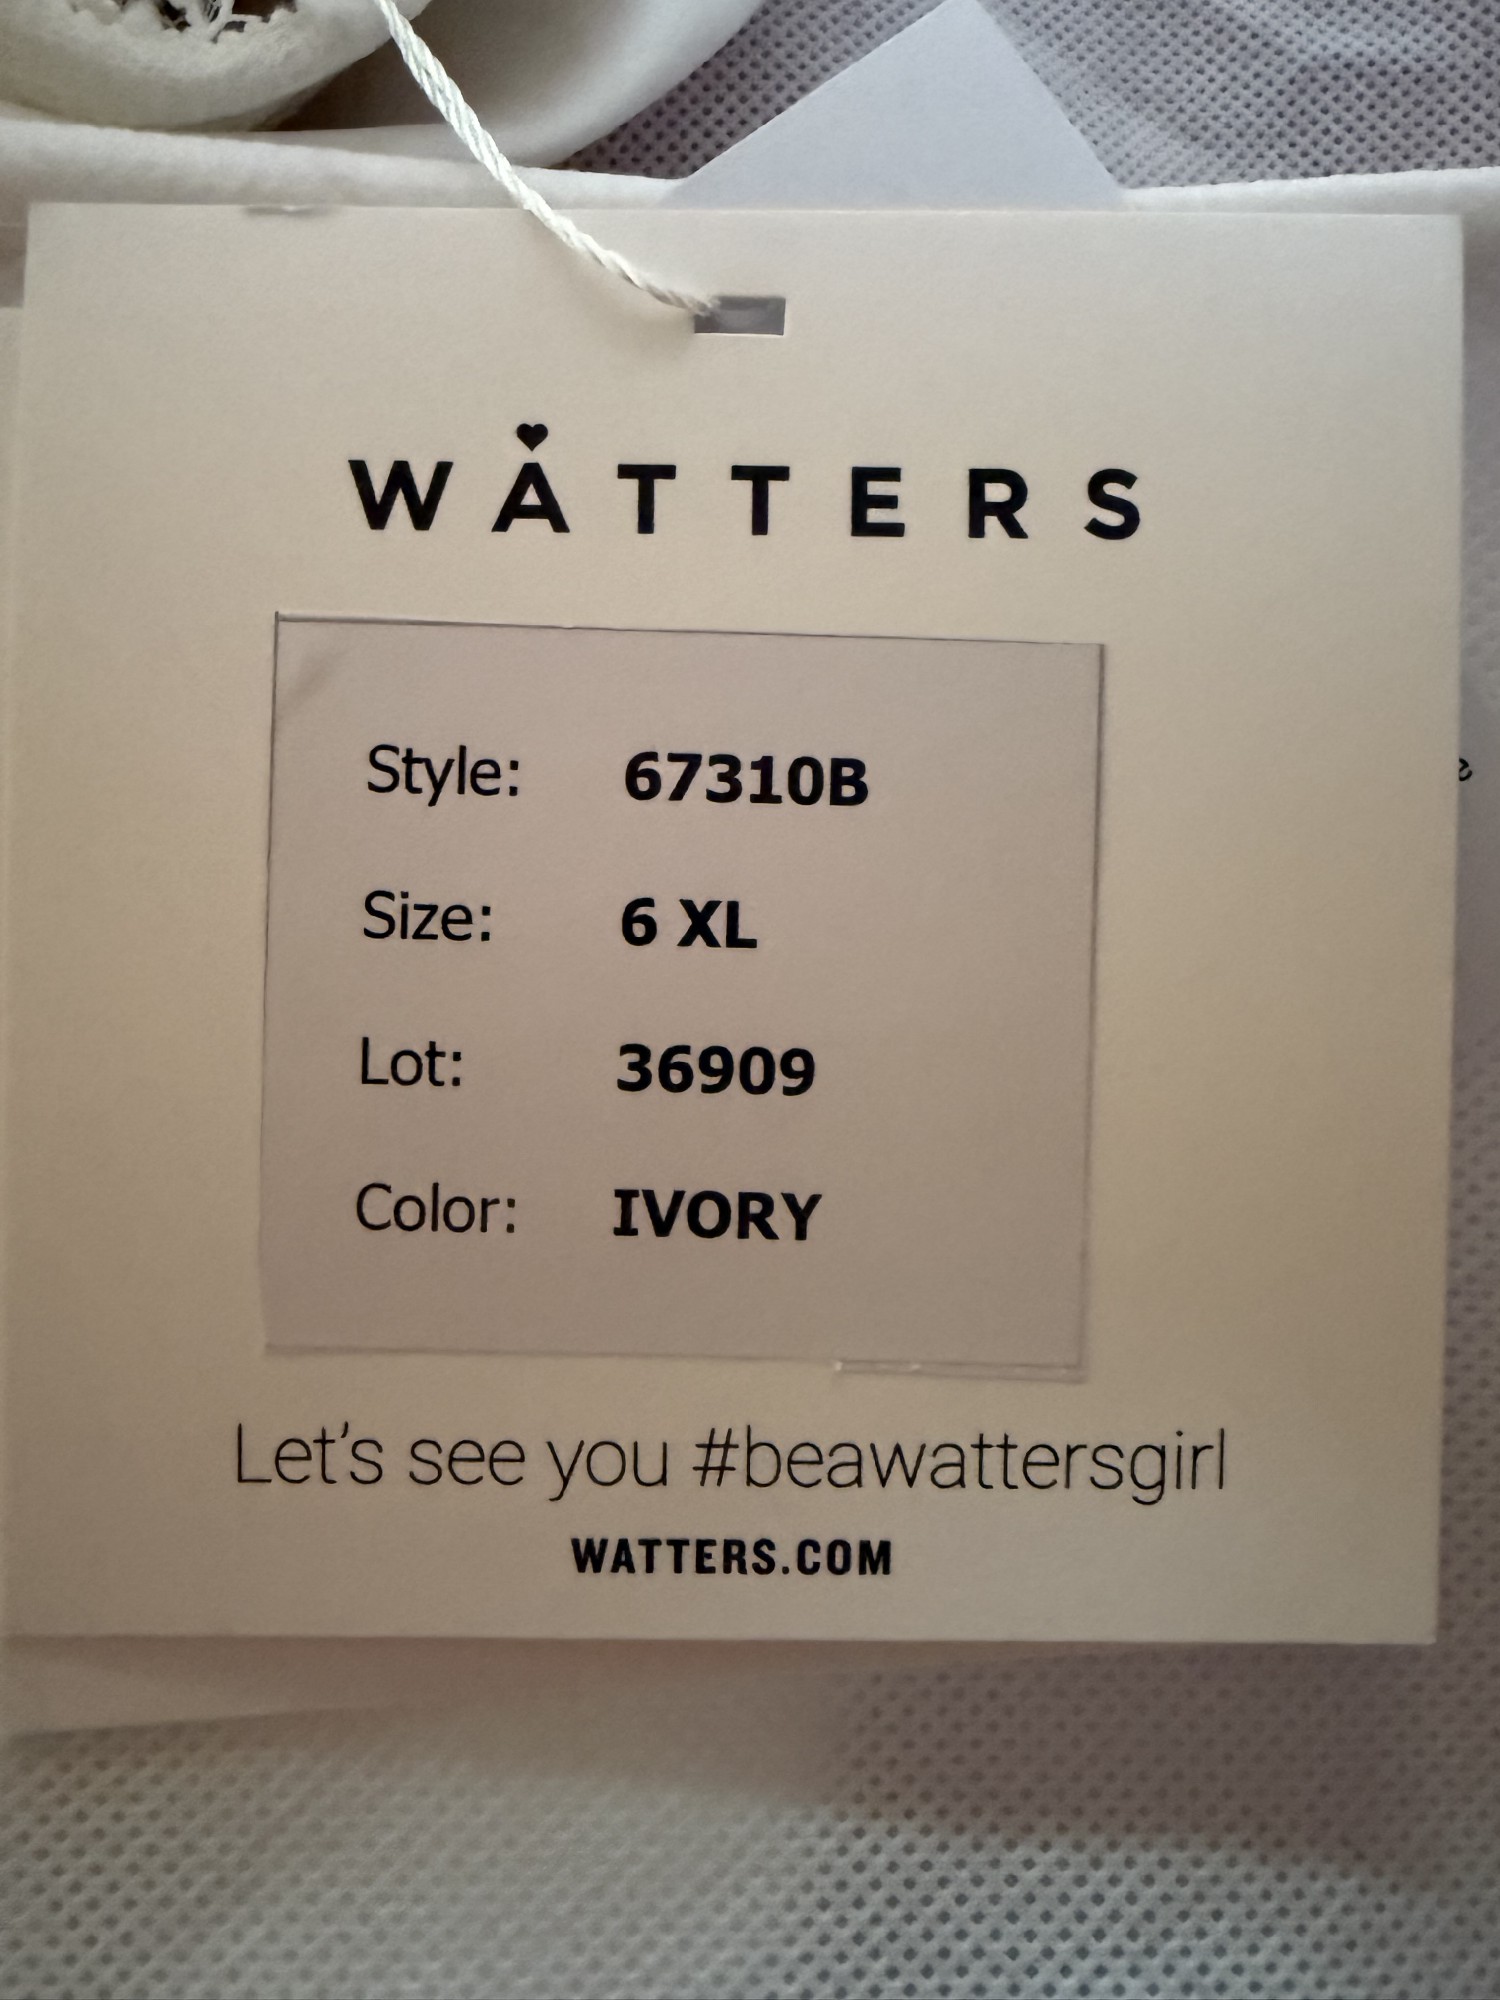 WATTERS
Style: 67310B
Size: 6 XL
Lot: 36909
Color: IVORY
Let's see you #beawattersgirl
WATTERS.COM